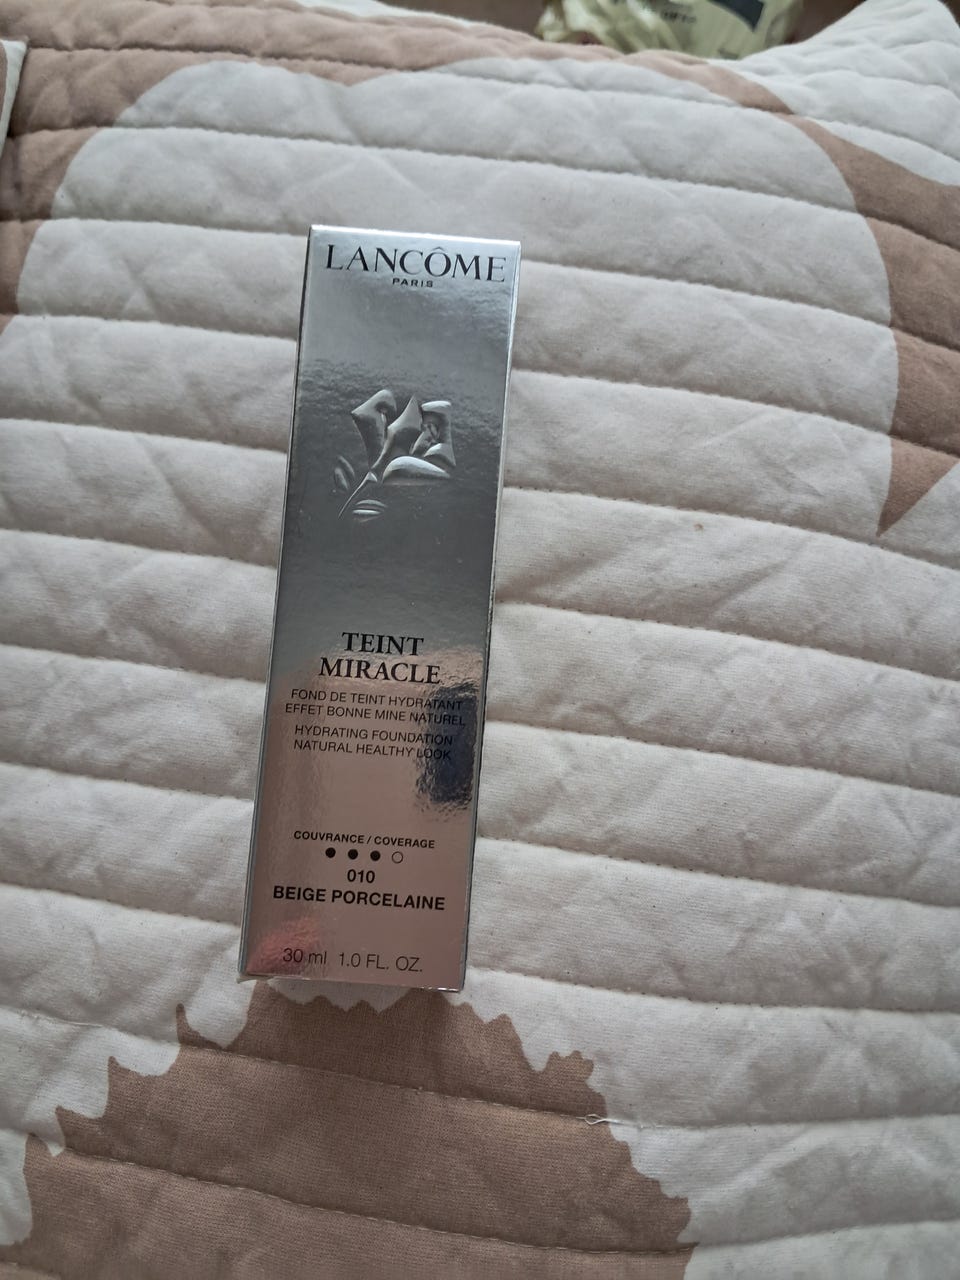 LANCÔME
PARIS
TEINT
MIRACLE
FOND DE TEINT HYDRATANT
EFFET BONNE MINE NATUREL
HYDRATING FOUNDATION
NATURAL HEALTHY LOOK
COUVRANCE / COVERAGE
010
BEIGE PORCELAINE
30 ml 1.0 FL. OZ.